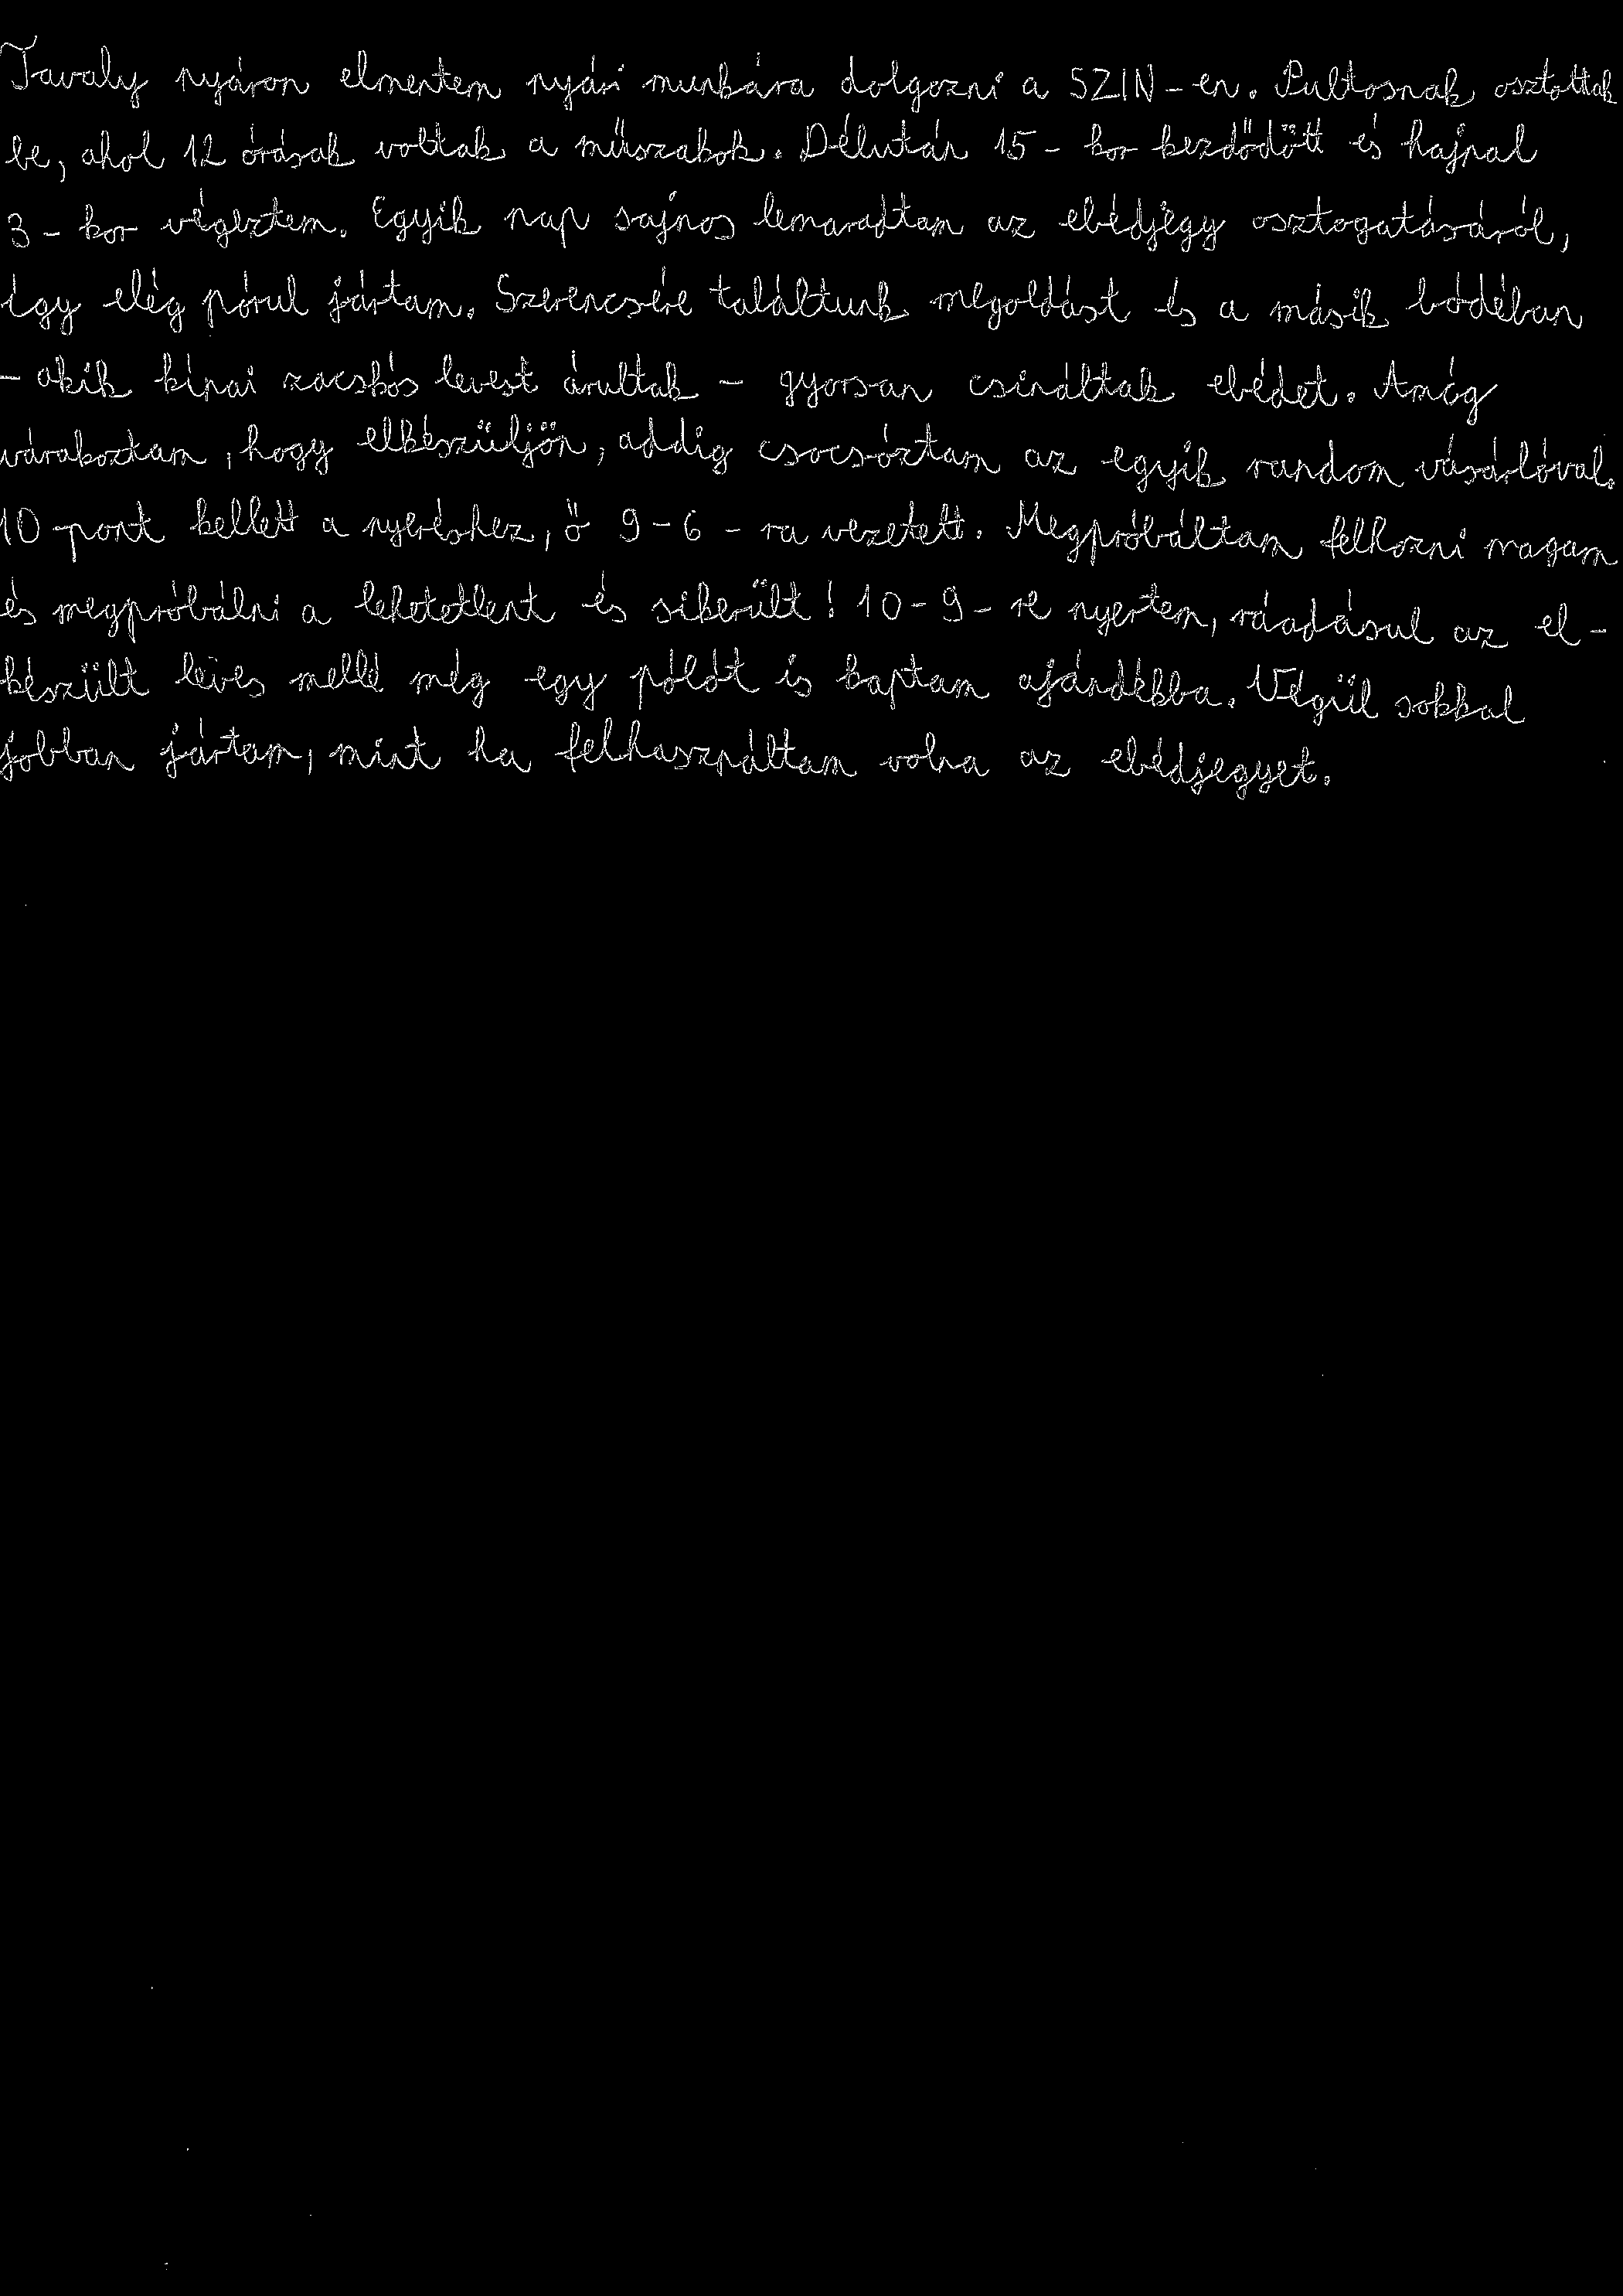 Tavaly nyáron elmentem nyári munkára dolgozni a SZIN-en. Pultosnak osztottak
be, ahol 12 órásak voltak a műszakok. Délután 15-kor kezdődött és hajnal
3-kor végeztem. Egyik nap sajnos lemaradtam az ebédjegy osztogatásáról,
így elég pórul jártam. Szerencsére találtunk megoldást és a másik bódéban
- akik kínai zacskós levest árultak - gyorsan csináltak ebédet. Amíg
várakoztam, hogy elkészüljön, addig csocsóztam az egyik random vásárlóval.
10 pont kellett a nyeréshez, ő 9-6-ra vezetett. Megpróbáltam felhozni magam
és megpróbálni a lehetetlent és sikerült! 10-9-re nyertem, ráadásul az el-
készült leves mellé még egy pólót is kaptam ajándékba. Végül sokkal
jobban jártam, mint ha felhasználtam volna az ebédjegyet.